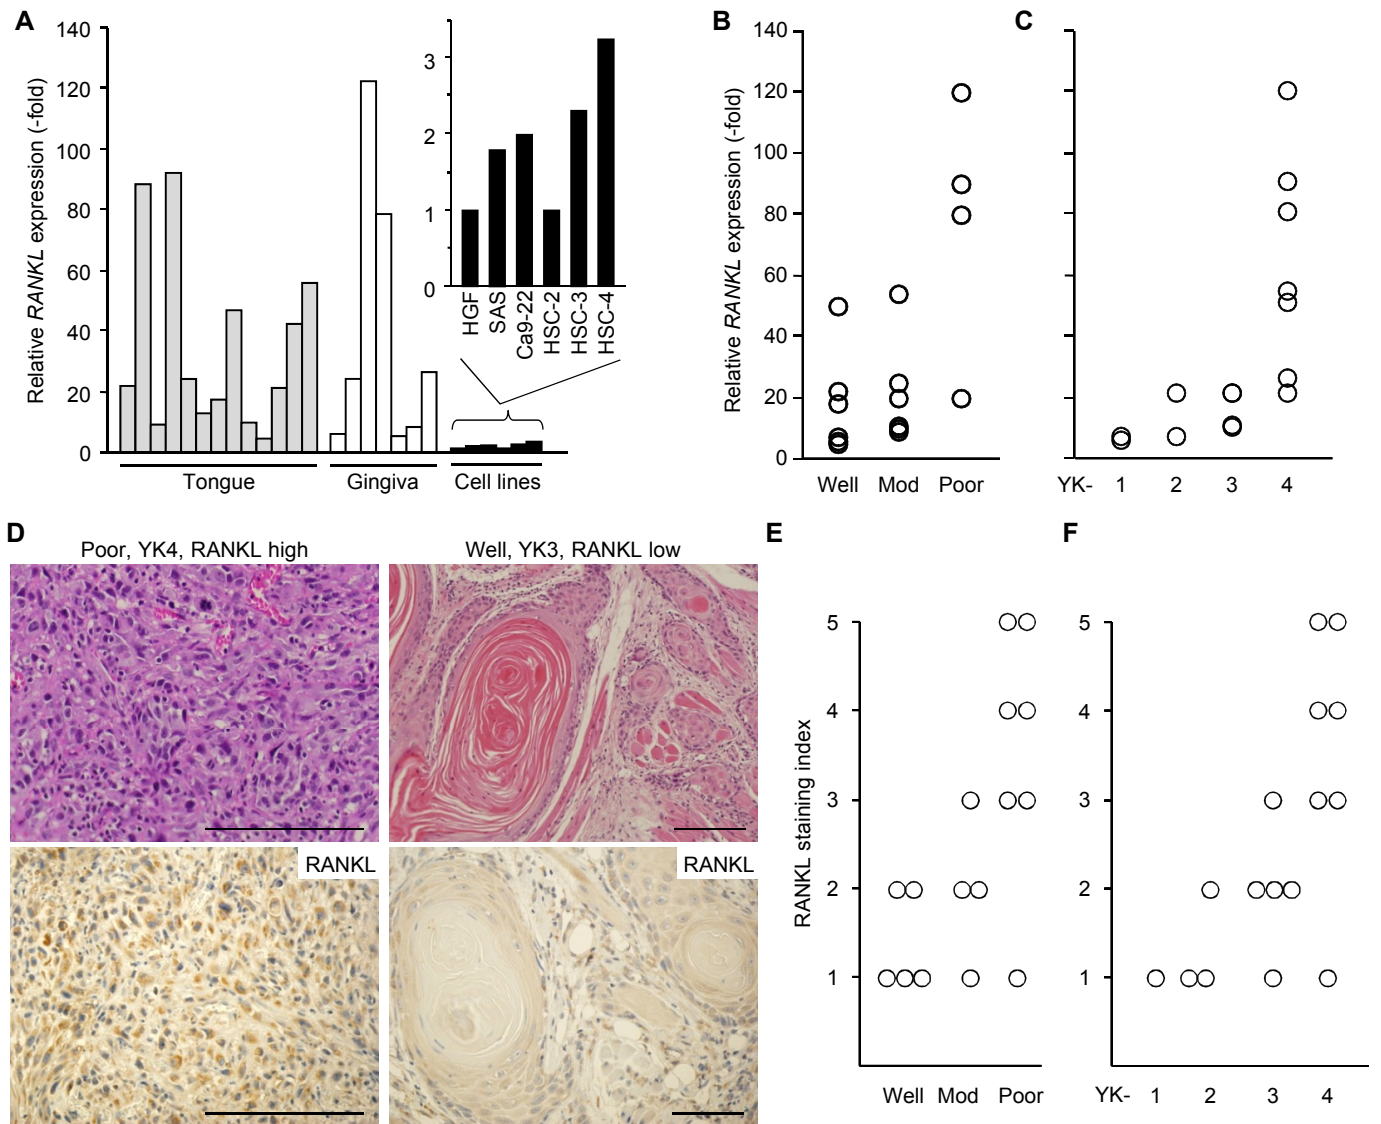 A
Relative RANKL expression (-fold)
140
120
100
80
60
40
20
0
Tongue
Gingiva
Cell lines
3
2
1
0
HGF
SAS
Ca9-22
HSC-2
HSC-3
HSC-4
B
Relative RANKL expression (-fold)
140
120
100
80
60
40
20
0
Well Mod Poor
C
YK- 1 2 3 4
D
Poor, YK4, RANKL high
Well, YK3, RANKL low
RANKL
RANKL
E
RANKL staining index
5
4
3
2
1
Well Mod Poor
F
5
4
3
2
1
YK- 1 2 3 4